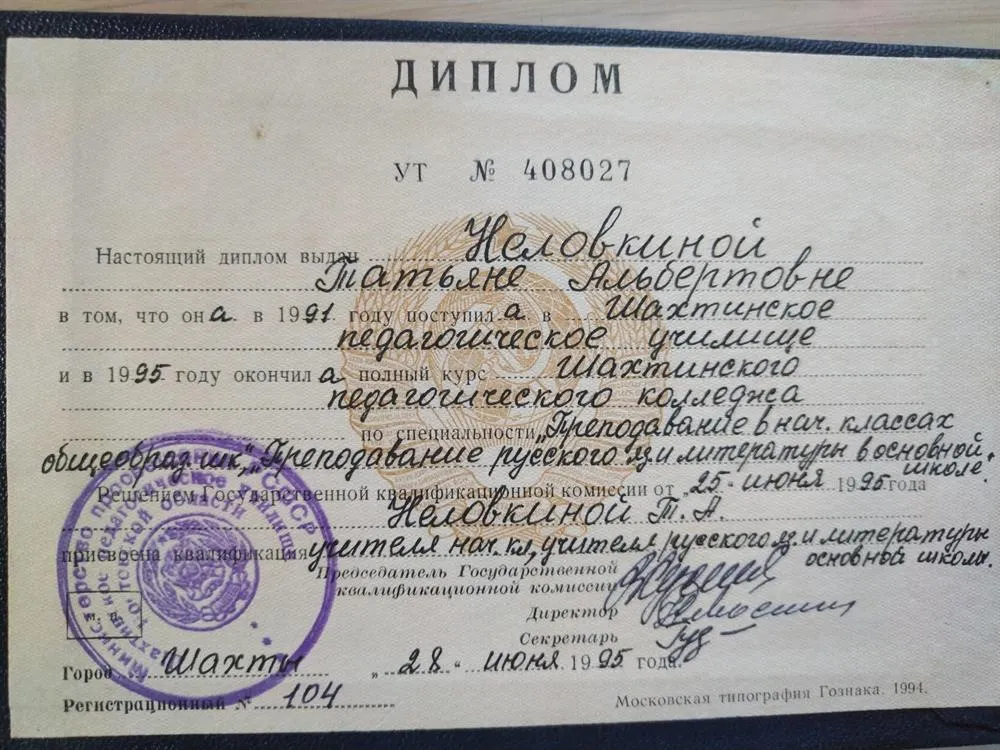 ДИПЛОМ
УТ № 408027
Настоящий диплом выдан Неловкиной
Татьяне Альбертовне
в том, что она в 1991 году поступила в Шахтинское
педагогическое училище
и в 1995 году окончила полный курс Шахтинского
педагогического колледжа
по специальности „Преподавание в нач. классах
общеобраз. шк.", „Преподавание русского яз и литературы в основной
школе.
Решением Государственной квалификационной комиссии от „25" июня 1995 года
Неловкиной Т. А.
присвоена квалификация учителя нач. кл, учителя русского яз и литературы
основной школы.
Председатель Государственной
квалификационной комиссии
Директор
Секретарь
М. П.
Город Шахты „28" июня 1995 года.
Регистрационный № 104
Московская типография Гознака. 1994.